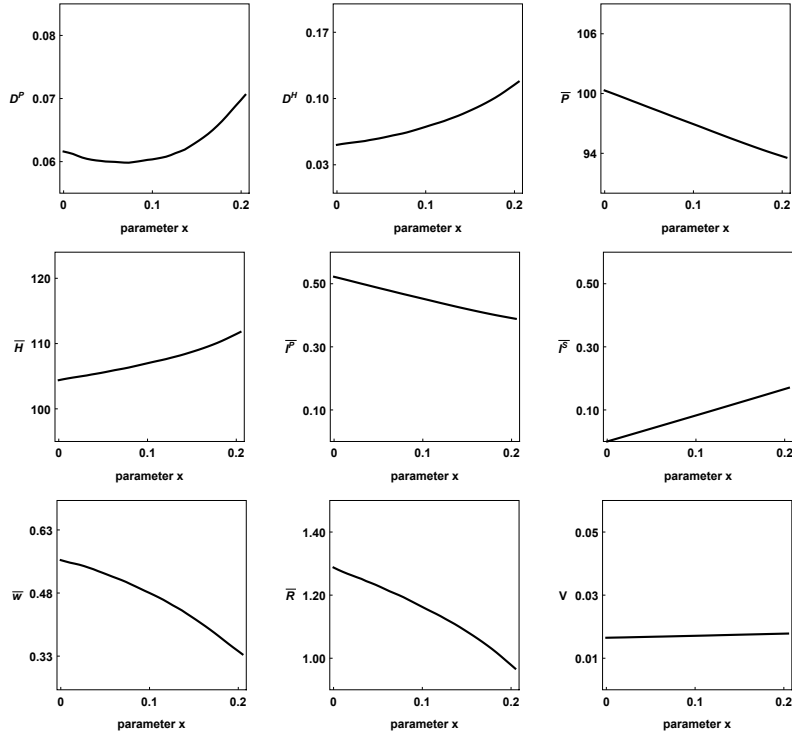 0.08
0.07
0.06
D^P
0 0.1 0.2
parameter x
0.17
0.10
0.03
D^H
0 0.1 0.2
parameter x
106
100
94
P̅
0 0.1 0.2
parameter x
120
110
100
H̅
0 0.1 0.2
parameter x
0.50
0.30
0.10
I̅^P
0 0.1 0.2
parameter x
0.50
0.30
0.10
I̅^S
0 0.1 0.2
parameter x
0.63
0.48
0.33
w̅
0 0.1 0.2
parameter x
1.40
1.20
1.00
R̅
0 0.1 0.2
parameter x
0.05
0.03
0.01
V
0 0.1 0.2
parameter x